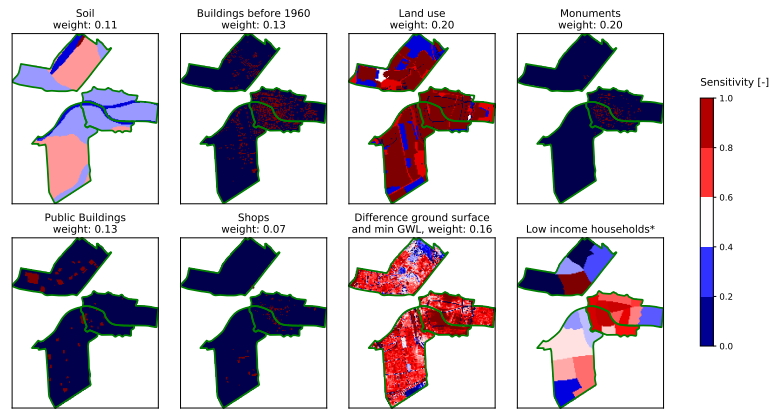 Soil
weight: 0.11
Buildings before 1960
weight: 0.13
Land use
weight: 0.20
Monuments
weight: 0.20
Sensitivity [-]
1.0
0.8
0.6
0.4
0.2
0.0
Public Buildings
weight: 0.13
Shops
weight: 0.07
Difference ground surface
and min GWL, weight: 0.16
Low income households*